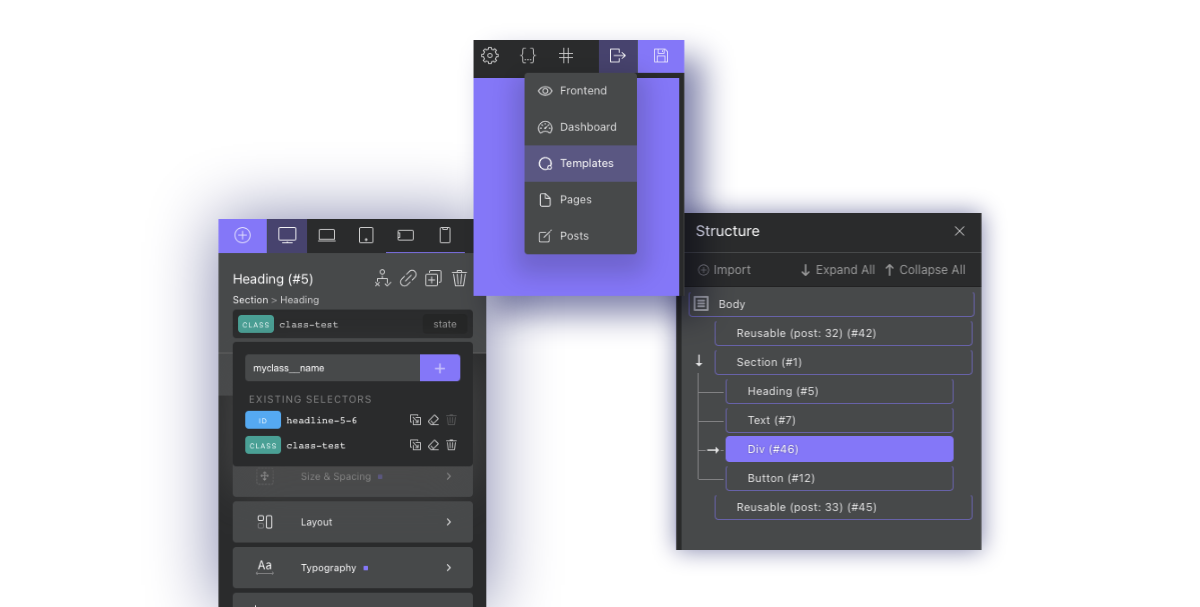 Frontend
Dashboard
Templates
Pages
Posts
Heading (#5)
Section > Heading
CLASS class-test state
myclass__name
EXISTING SELECTORS
ID headline-5-6
CLASS class-test
Size & Spacing
Layout
Aa Typography
Structure
Import Expand All Collapse All
Body
Reusable (post: 32) (#42)
Section (#1)
Heading (#5)
Text (#7)
Div (#46)
Button (#12)
Reusable (post: 33) (#45)